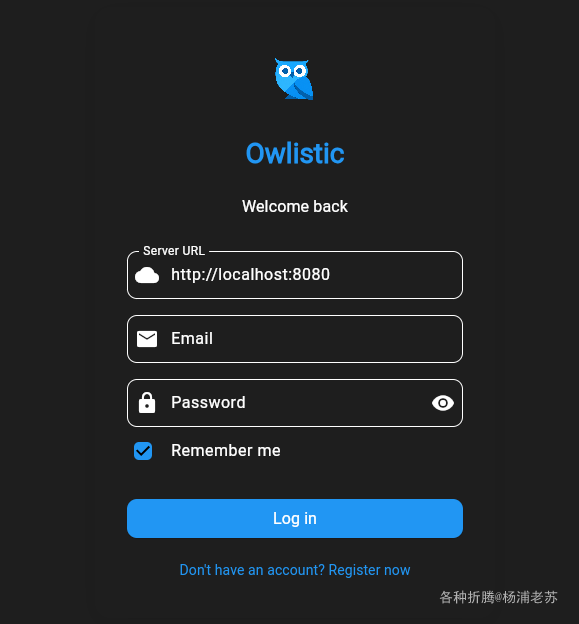 Owlistic
Welcome back
Server URL
http://localhost:8080
Email
Password
Remember me
Log in
Don't have an account? Register now
各种折腾@杨浦老苏